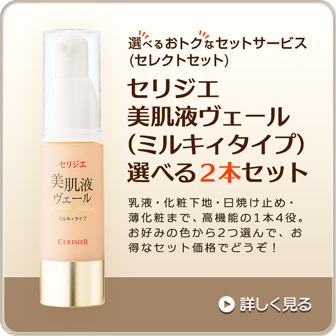 選べるおトクなセットサービス
(セレクトセット)
セリジエ
美肌液ヴェール
(ミルキィタイプ)
選べる2本セット
乳液・化粧下地・日焼け止め・
薄化粧まで、高機能の1本4役。
お好みの色から2つ選んで、お
得なセット価格でどうぞ!
詳しく見る
セリジエ
美肌液
ヴェール
ミルキィタイプ
CERISIER